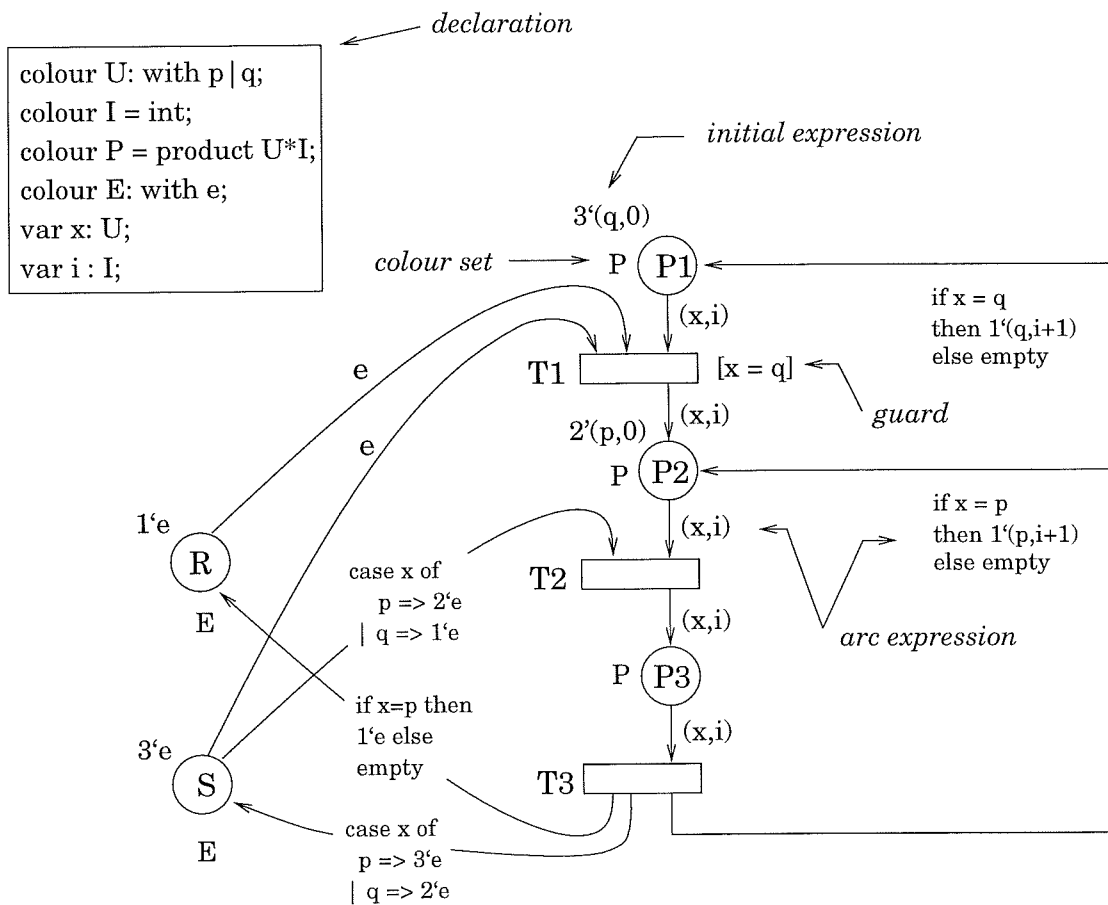 declaration
colour U: with p | q;
colour I = int;
colour P = product U*I;
colour E: with e;
var x: U;
var i : I;
initial expression
3‘(q,0)
colour set
P
P1
(x,i)
if x = q
then 1‘(q,i+1)
else empty
e
T1
[x = q]
guard
(x,i)
e
2’(p,0)
P
P2
(x,i)
if x = p
then 1‘(p,i+1)
else empty
1‘e
R
E
case x of
p => 2‘e
| q => 1‘e
T2
(x,i)
arc expression
P
P3
if x=p then
1‘e else
empty
(x,i)
3‘e
S
E
T3
case x of
p => 3‘e
| q => 2‘e